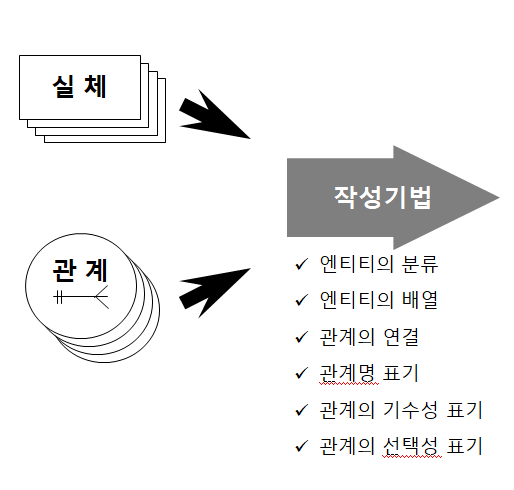 실 체
관 계
작성기법
✓ 엔티티의 분류
✓ 엔티티의 배열
✓ 관계의 연결
✓ 관계명 표기
✓ 관계의 기수성 표기
✓ 관계의 선택성 표기